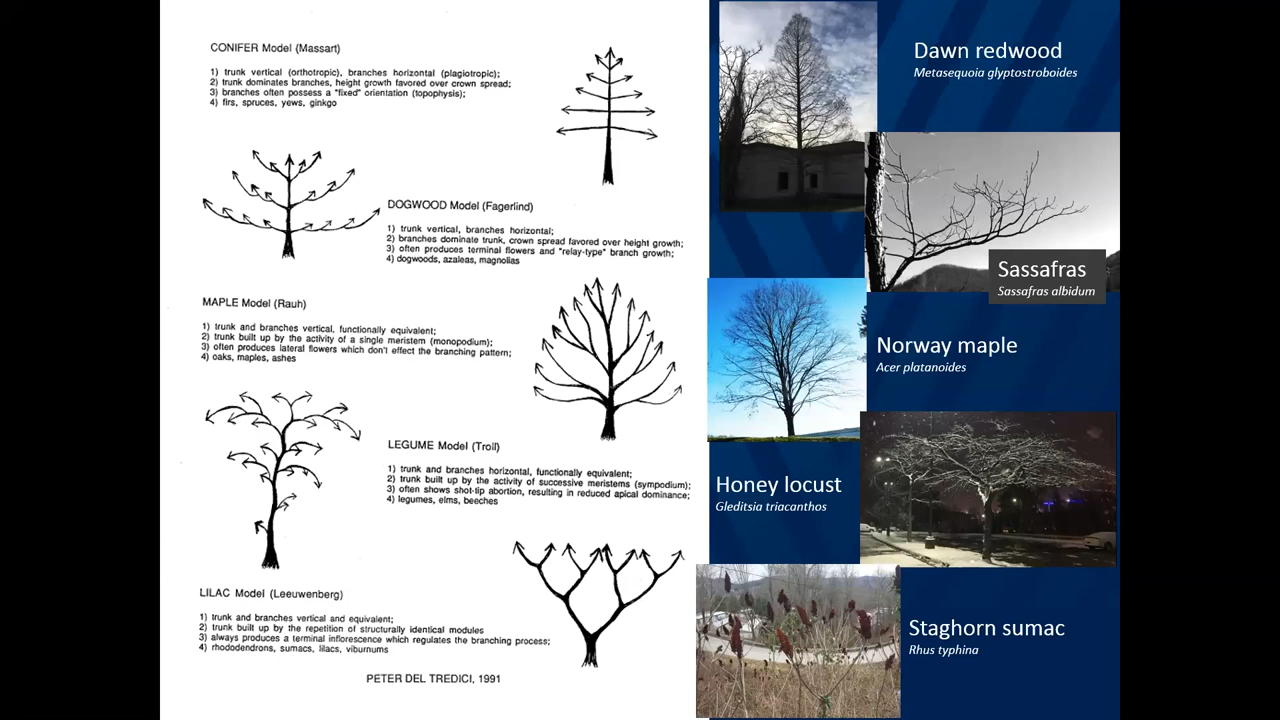 CONIFER Model (Massart)
1) trunk vertical (orthotropic), branches horizontal (plagiotropic);
2) trunk dominates branches, height growth favored over crown spread;
3) branches often possess a "fixed" orientation (topophysis);
4) firs, spruces, yews, ginkgo
DOGWOOD Model (Fagerlind)
1) trunk vertical, branches horizontal;
2) branches dominate trunk, crown spread favored over height growth;
3) often produces terminal flowers and "relay-type" branch growth;
4) dogwoods, azaleas, magnolias
MAPLE Model (Rauh)
1) trunk and branches vertical, functionally equivalent;
2) trunk built up by the activity of a single meristem (monopodium);
3) often produces lateral flowers which don't effect the branching pattern;
4) oaks, maples, ashes
LEGUME Model (Troll)
1) trunk and branches horizontal, functionally equivalent;
2) trunk built up by the activity of successive meristems (sympodium);
3) often shows shot-tip abortion, resulting in reduced apical dominance;
4) legumes, elms, beeches
LILAC Model (Leeuwenberg)
1) trunk and branches vertical and equivalent;
2) trunk built up by the repetition of structurally identical modules
3) always produces a terminal inflorescence which regulates the branching process;
4) rhododendrons, sumacs, lilacs, viburnums
PETER DEL TREDICI, 1991
Dawn redwood
Metasequoia glyptostroboides
Sassafras
Sassafras albidum
Norway maple
Acer platanoides
Honey locust
Gleditsia triacanthos
Staghorn sumac
Rhus typhina